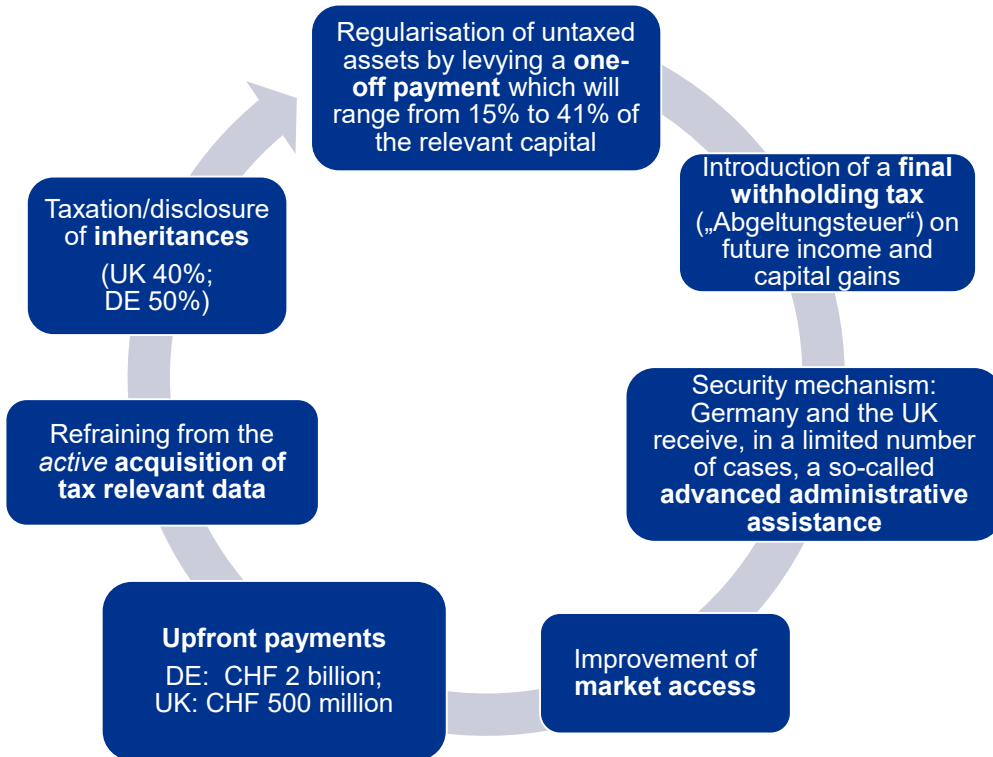 Regularisation of untaxed
assets by levying a one-
off payment which will
range from 15% to 41% of
the relevant capital
Introduction of a final
withholding tax
(„Abgeltungsteuer“) on
future income and
capital gains
Security mechanism:
Germany and the UK
receive, in a limited number
of cases, a so-called
advanced administrative
assistance
Improvement of
market access
Upfront payments
DE: CHF 2 billion;
UK: CHF 500 million
Refraining from the
active acquisition of
tax relevant data
Taxation/disclosure
of inheritances
(UK 40%;
DE 50%)